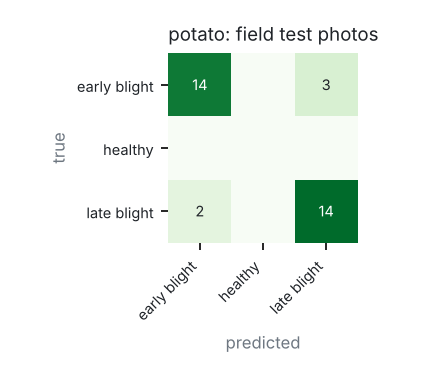 potato: field test photos
early blight
14
3
healthy
late blight
2
14
true
early blight
healthy
late blight
predicted